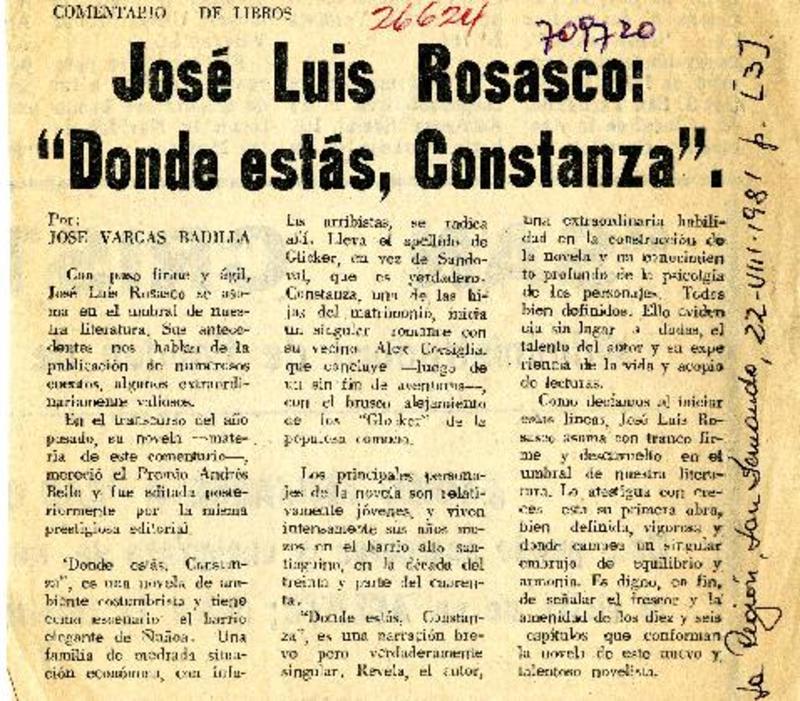 COMENTARIO DE LIBROS
26624
709720
José Luis Rosasco:
“Donde estás, Constanza”.
Por:
JOSE VARGAS BADILLA
Con paso firme y ágil,
José Luis Rosasco se aso-
ma en el umbral de nues-
tra literatura. Sus antece-
dentes nos hablan de la
publicación de numerosos
cuentos, algunos extraordi-
nariamente valiosos.
En el transcurso del año
pasado, su novela —mate-
ria de este comentario—,
mereció el Premio Andrés
Bello y fue editada poste-
riormente por la misma
prestigiosa editorial.
"Donde estás, Constan-
za", es una novela de am-
biente costumbrista y tiene
como escenario el barrio
elegante de Ñuñoa. Una
familia de medrada situa-
ción económica, con ínfu-
las arribistas, se radica
allí. Lleva el apellido de
Glicker, en vez de Sando-
val, que es verdadero.
Constanza, una de las hi-
jas del matrimonio, inicia
un singular romance con
su vecino Alex Corsiglia,
que concluye —luego de
un sin fin de aventuras—,
con el brusco alejamiento
de los "Glicker" de la
populosa comuna.
Los principales persona-
jes de la novela son relati-
vamente jóvenes, y viven
intensamente sus años mo-
zos en el barrio alto san-
tiaguino, en la década del
treinta y parte del cuaren-
ta.
"Donde estás, Constan-
za", es una narración bre-
ve pero verdaderamente
singular. Revela, el autor,
una extraordinaria habili-
dad en la construcción de
la novela y un conocimien-
to profundo de la psicolgía
de los personajes. Todos
bien definidos. Ello eviden
cia sin lugar a dudas, el
talento del autor y su expe
riencia de la vida y acopio
de lecturas.
Como decíamos al iniciar
estas líneas, José Luis Ro-
sasco asoma con tranco fir-
me y desenvuelto en el
umbral de nuestra litera-
tura. Lo atestigua con cre-
ces esta su primera obra,
bien definida, vigorosa y
donde campea un singular
embrujo de equilibrio y
armonía. Es digno, en fin,
de señalar el frescor y la
amenidad de los diez y seis
capítulos que conforman
la novela de este nuevo y
talentoso novelista.
La Región, San Fernando, 22-VIII-1981 p. [3].